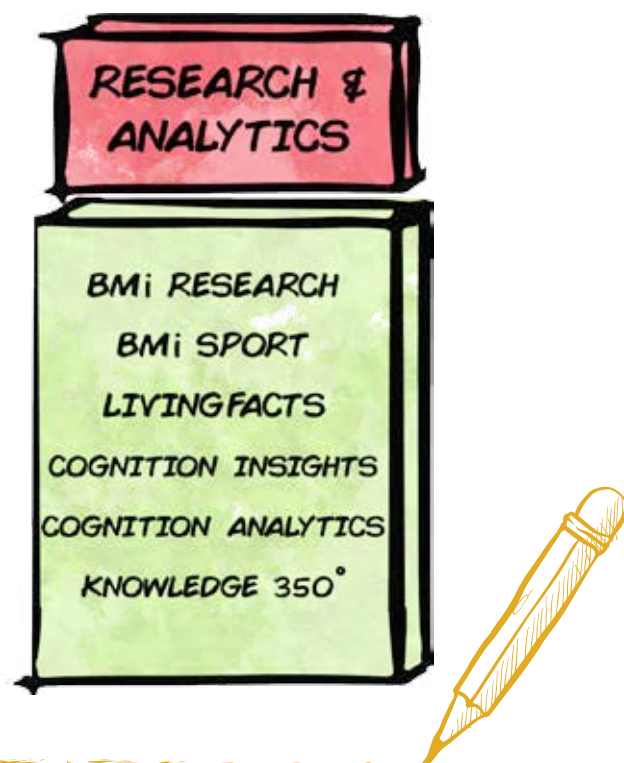 RESEARCH &
ANALYTICS
BMi RESEARCH
BMi SPORT
LIVINGFACTS
COGNITION INSIGHTS
COGNITION ANALYTICS
KNOWLEDGE 350°